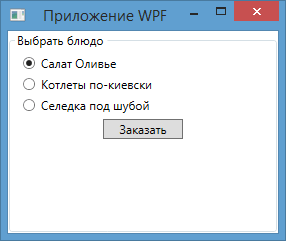 Приложение WPF
Выбрать блюдо
Салат Оливье
Котлеты по-киевски
Селедка под шубой
Заказать